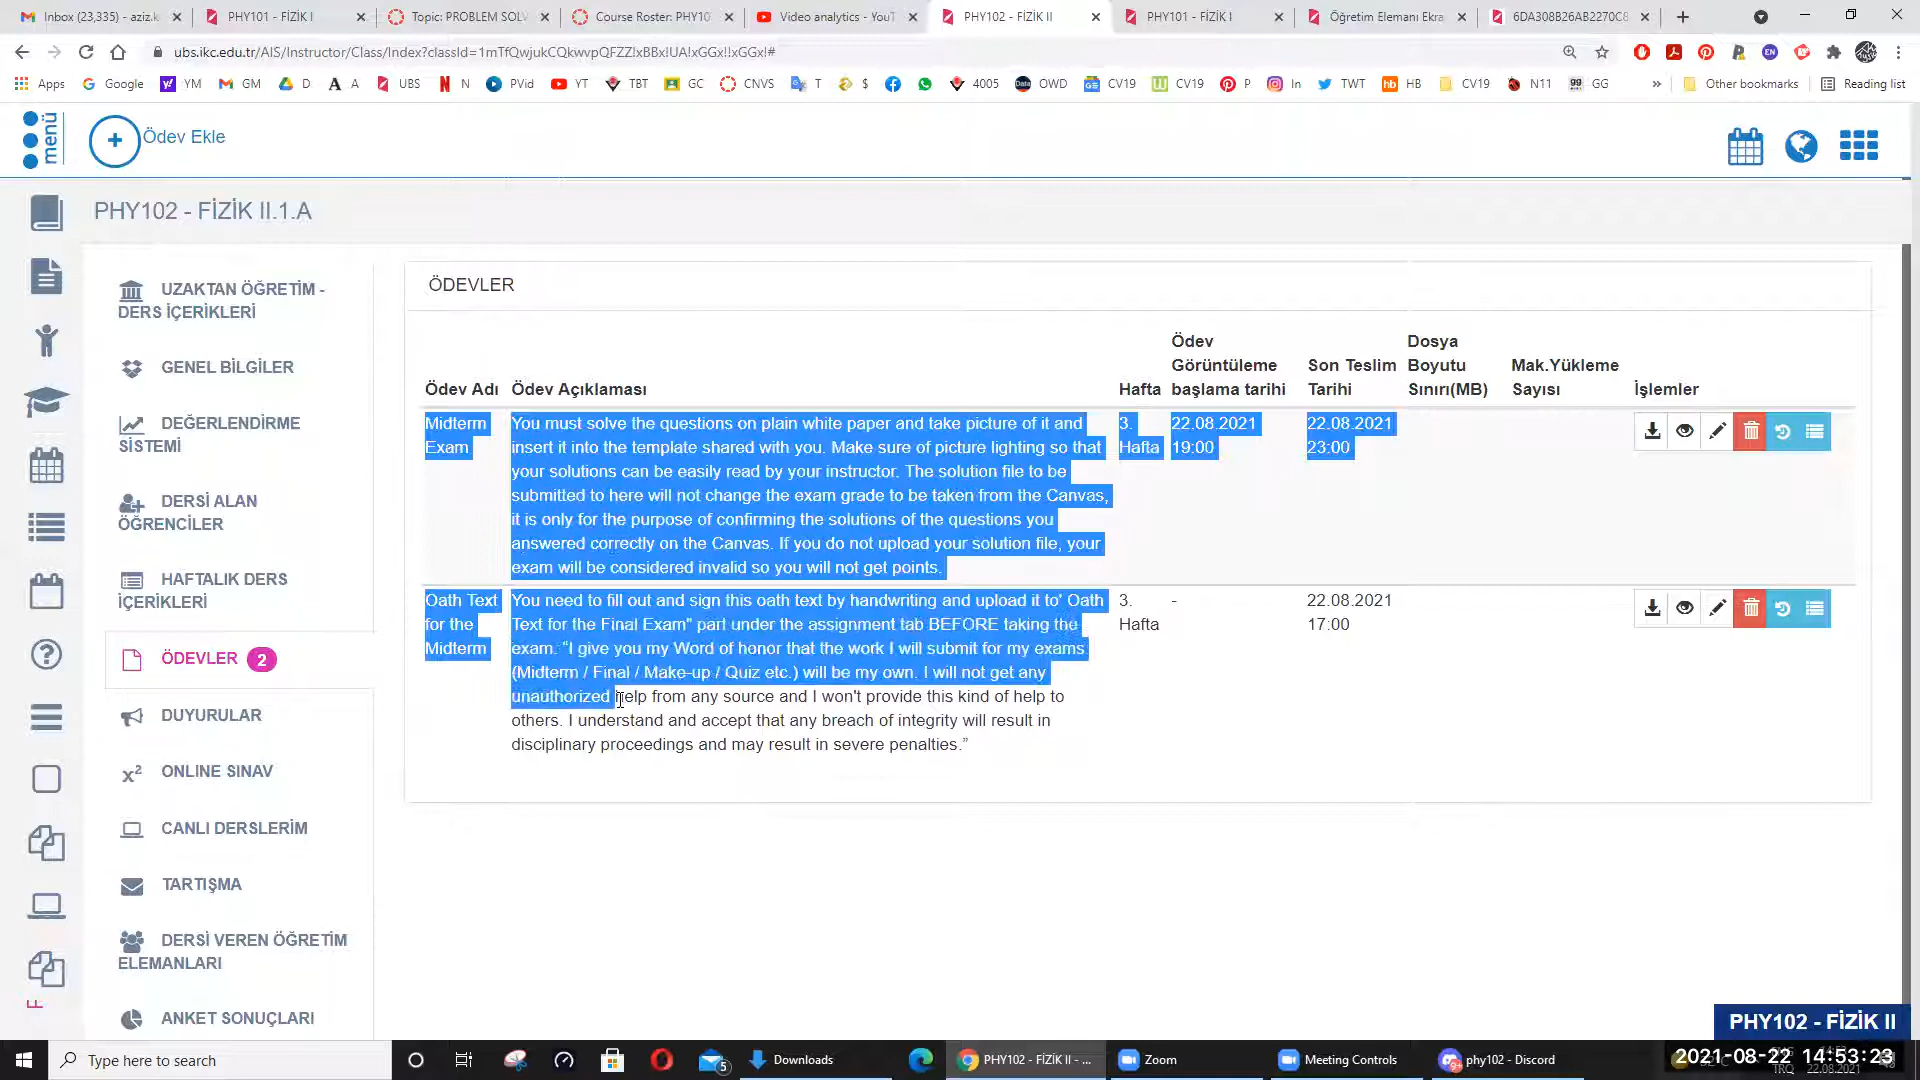 Inbox (23,335) - aziz.k
PHY101 - FİZİK I
Topic: PROBLEM SOLV
Course Roster: PHY10
Video analytics - YouT
PHY102 - FİZİK II
PHY101 - FİZİK I
Öğretim Elemanı Ekra
6DA308B26AB2270C8
ubs.ikc.edu.tr/AIS/Instructor/Class/Index?classId=1mTfQwjukCQkwvpQFZZ!xBBx!UA!xGGx!!xGGx!#
Apps
Google
YM
GM
D
A
UBS
N
PVid
YT
TBT
GC
CNVS
T
$
4005
OWD
CV19
CV19
P
In
TWT
HB
CV19
N11
GG
Other bookmarks
Reading list
menü
Ödev Ekle
PHY102 - FİZİK II.1.A
UZAKTAN ÖĞRETİM -
DERS İÇERİKLERİ
GENEL BİLGİLER
DEĞERLENDİRME
SİSTEMİ
DERSİ ALAN
ÖĞRENCİLER
HAFTALIK DERS
İÇERİKLERİ
ÖDEVLER 2
DUYURULAR
ONLINE SINAV
CANLI DERSLERİM
TARTIŞMA
DERSİ VEREN ÖĞRETİM
ELEMANLARI
ANKET SONUÇLARI
ÖDEVLER
Ödev Adı
Ödev Açıklaması
Hafta
Ödev
Görüntüleme
başlama tarihi
Son Teslim
Tarihi
Dosya
Boyutu
Sınırı(MB)
Mak.Yükleme
Sayısı
İşlemler
Midterm
Exam
You must solve the questions on plain white paper and take picture of it and
insert it into the template shared with you. Make sure of picture lighting so that
your solutions can be easily read by your instructor. The solution file to be
submitted to here will not change the exam grade to be taken from the Canvas,
it is only for the purpose of confirming the solutions of the questions you
answered correctly on the Canvas. If you do not upload your solution file, your
exam will be considered invalid so you will not get points.
3.
Hafta
22.08.2021
19:00
22.08.2021
23:00
Oath Text
for the
Midterm
You need to fill out and sign this oath text by handwriting and upload it to' Oath
Text for the Final Exam" part under the assignment tab BEFORE taking the
exam. “I give you my Word of honor that the work I will submit for my exams
(Midterm / Final / Make-up / Quiz etc.) will be my own. I will not get any
unauthorized help from any source and I won't provide this kind of help to
others. I understand and accept that any breach of integrity will result in
disciplinary proceedings and may result in severe penalties.”
3.
Hafta
-
22.08.2021
17:00
PHY102 - FİZİK II
Type here to search
5
Downloads
PHY102 - FİZİK II - ...
Zoom
Meeting Controls
phy102 - Discord
2021-08-22 14:53:23
TRQ
22.08.2021